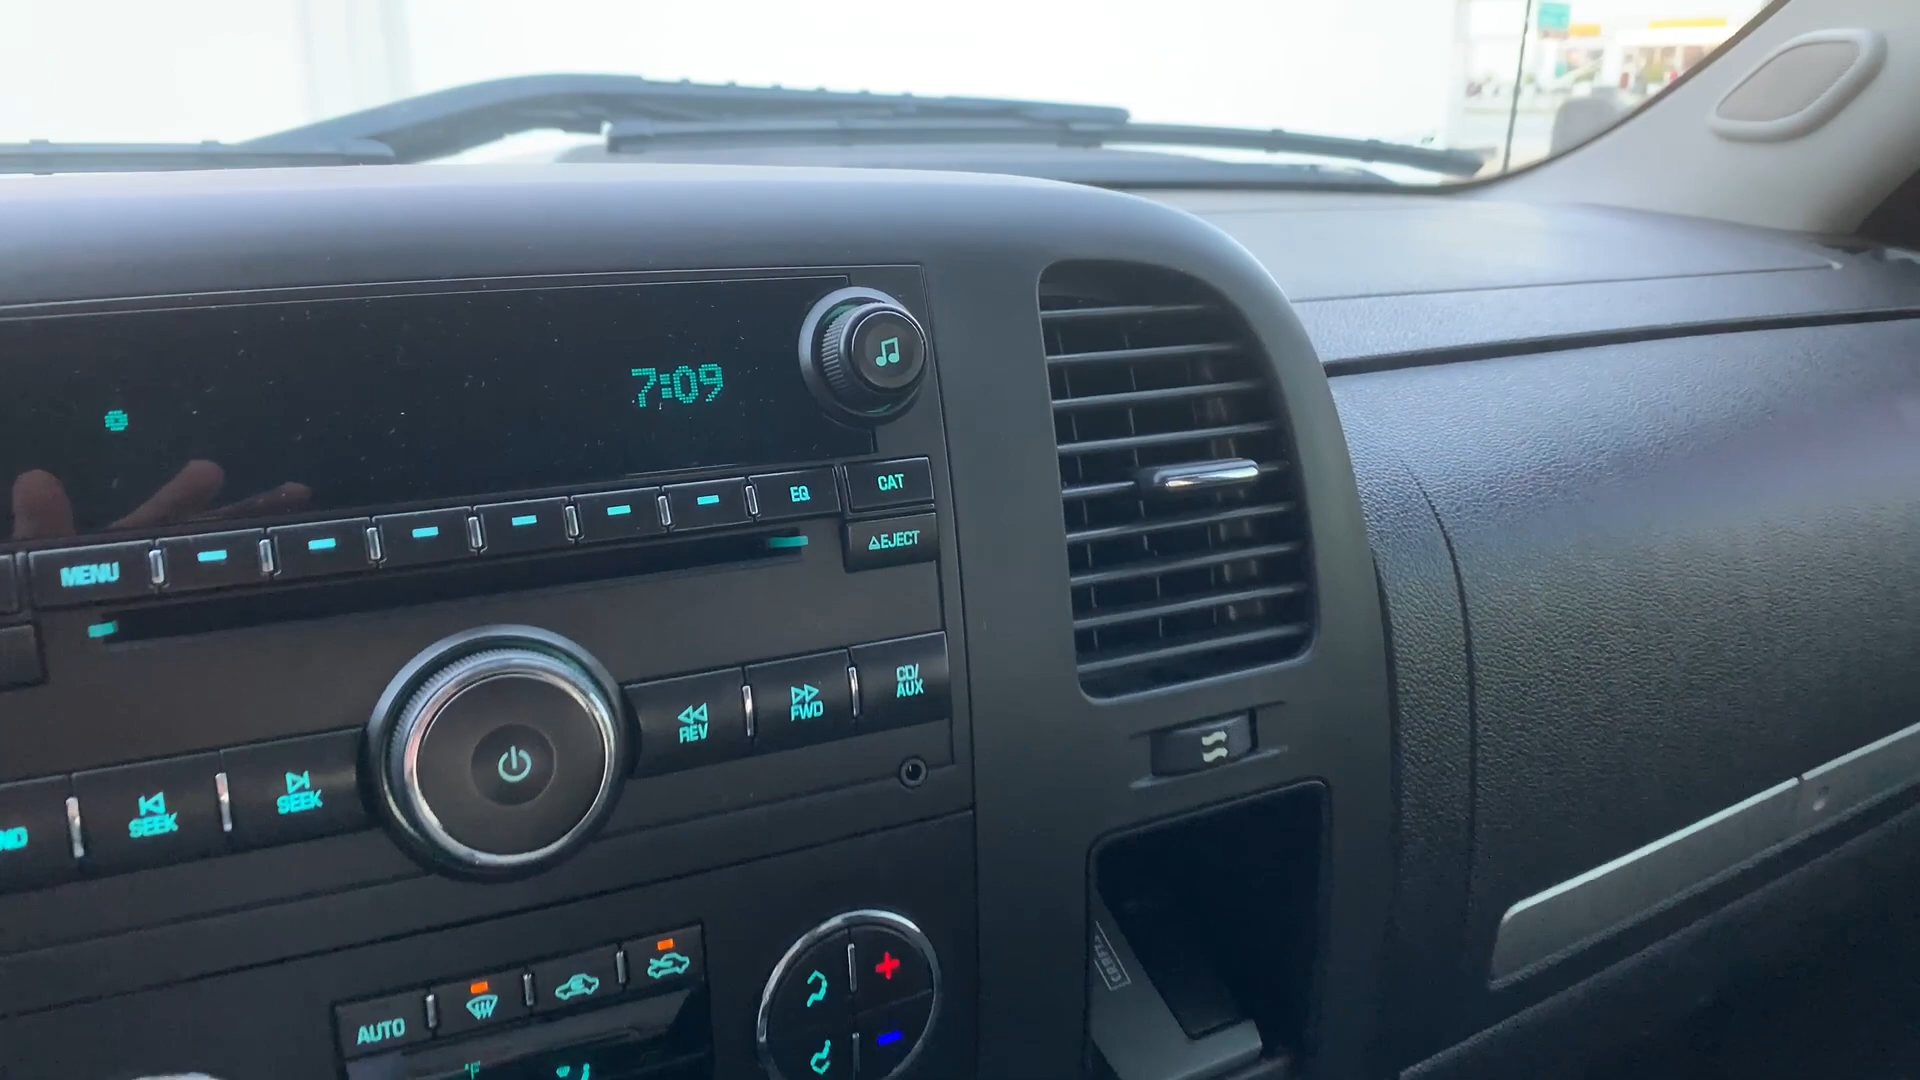 7:09
CAT
EQ
MENU
EJECT
REV
FWD
CD/
AUX
SEEK
SEEK
AUTO
°F